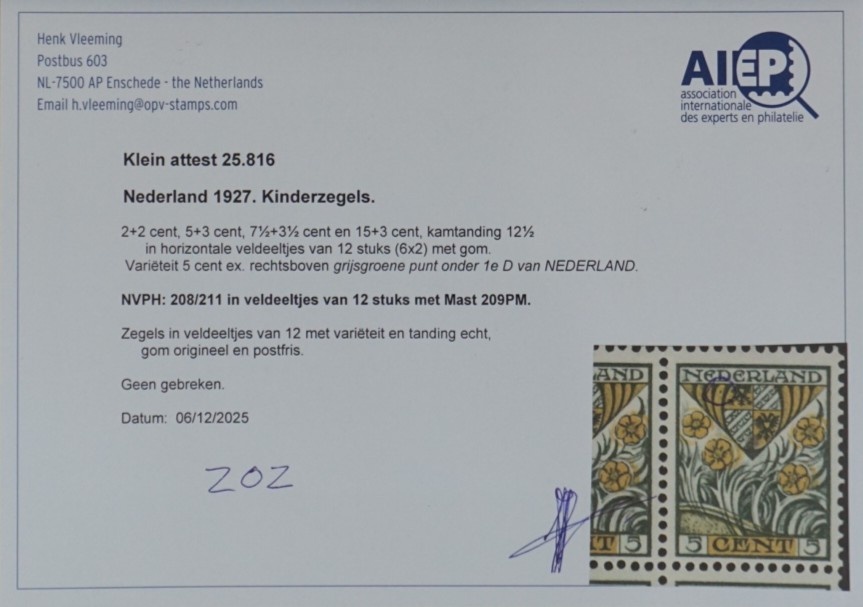 Henk Vleeming
Postbus 603
NL-7500 AP Enschede - the Netherlands
Email h.vleeming@opv-stamps.com
AIEP
association
internationale
des experts en philatelie
Klein attest 25.816
Nederland 1927. Kinderzegels.
2+2 cent, 5+3 cent, 7½+3½ cent en 15+3 cent, kamtanding 12½
in horizontale veldeeltjes van 12 stuks (6x2) met gom.
Variëteit 5 cent ex. rechtsboven grijsgroene punt onder 1e D van NEDERLAND.
NVPH: 208/211 in veldeeltjes van 12 stuks met Mast 209PM.
Zegels in veldeeltjes van 12 met variëteit en tanding echt,
gom origineel en postfris.
Geen gebreken.
Datum: 06/12/2025
ZOZ
LAND NEDERLAND
NT 5 5 CENT 5